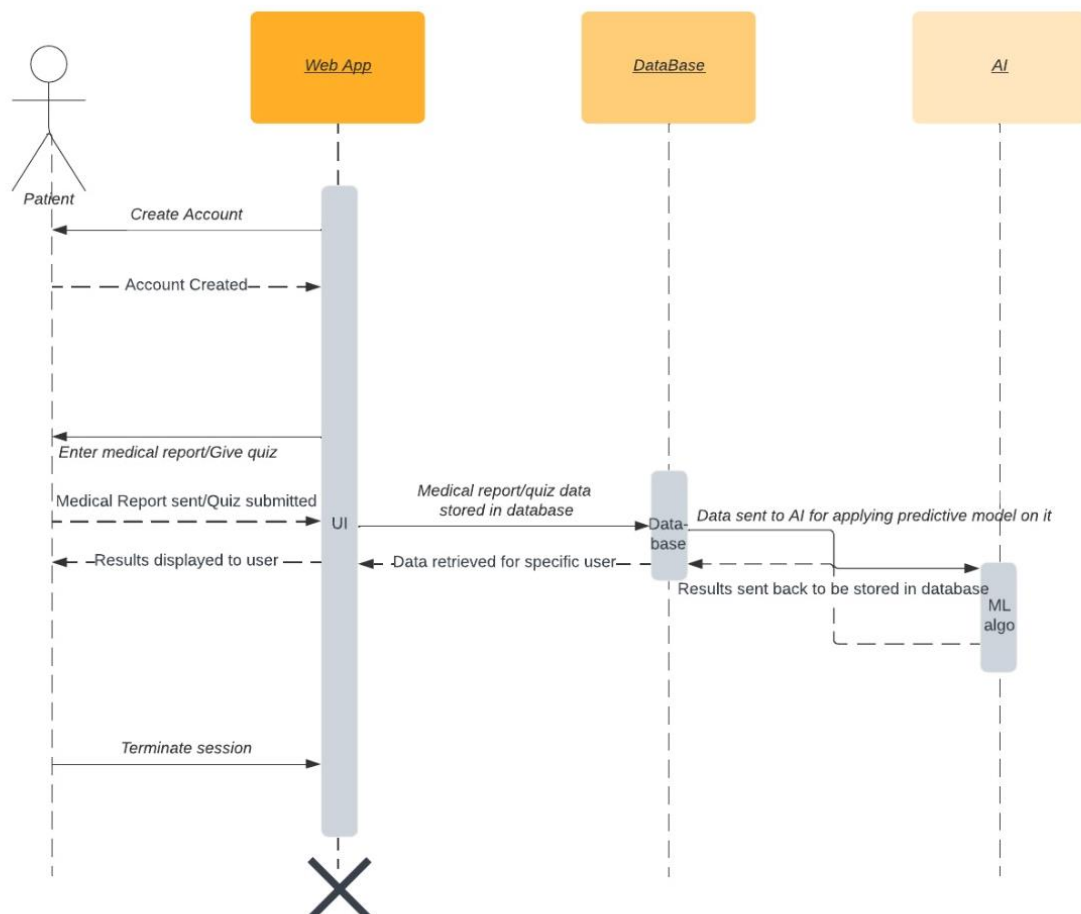 Web App
DataBase
AI
Patient
Create Account
Account Created
Enter medical report/Give quiz
Medical Report sent/Quiz submitted
UI
Medical report/quiz data
stored in database
Data-
base
Data sent to AI for applying predictive model on it
Results displayed to user
Data retrieved for specific user
Results sent back to be stored in database
ML
algo
Terminate session